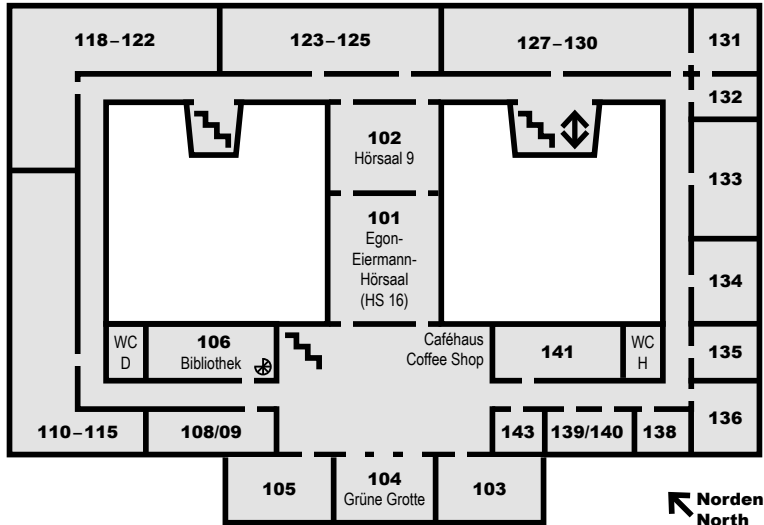 118–122
123–125
127–130
131
132
102
Hörsaal 9
133
101
Egon-
Eiermann-
Hörsaal
(HS 16)
134
WC
D
106
Bibliothek
Caféhaus
Coffee Shop
141
WC
H
135
110–115
108/09
143
139/140
138
136
105
104
Grüne Grotte
103
Norden
North